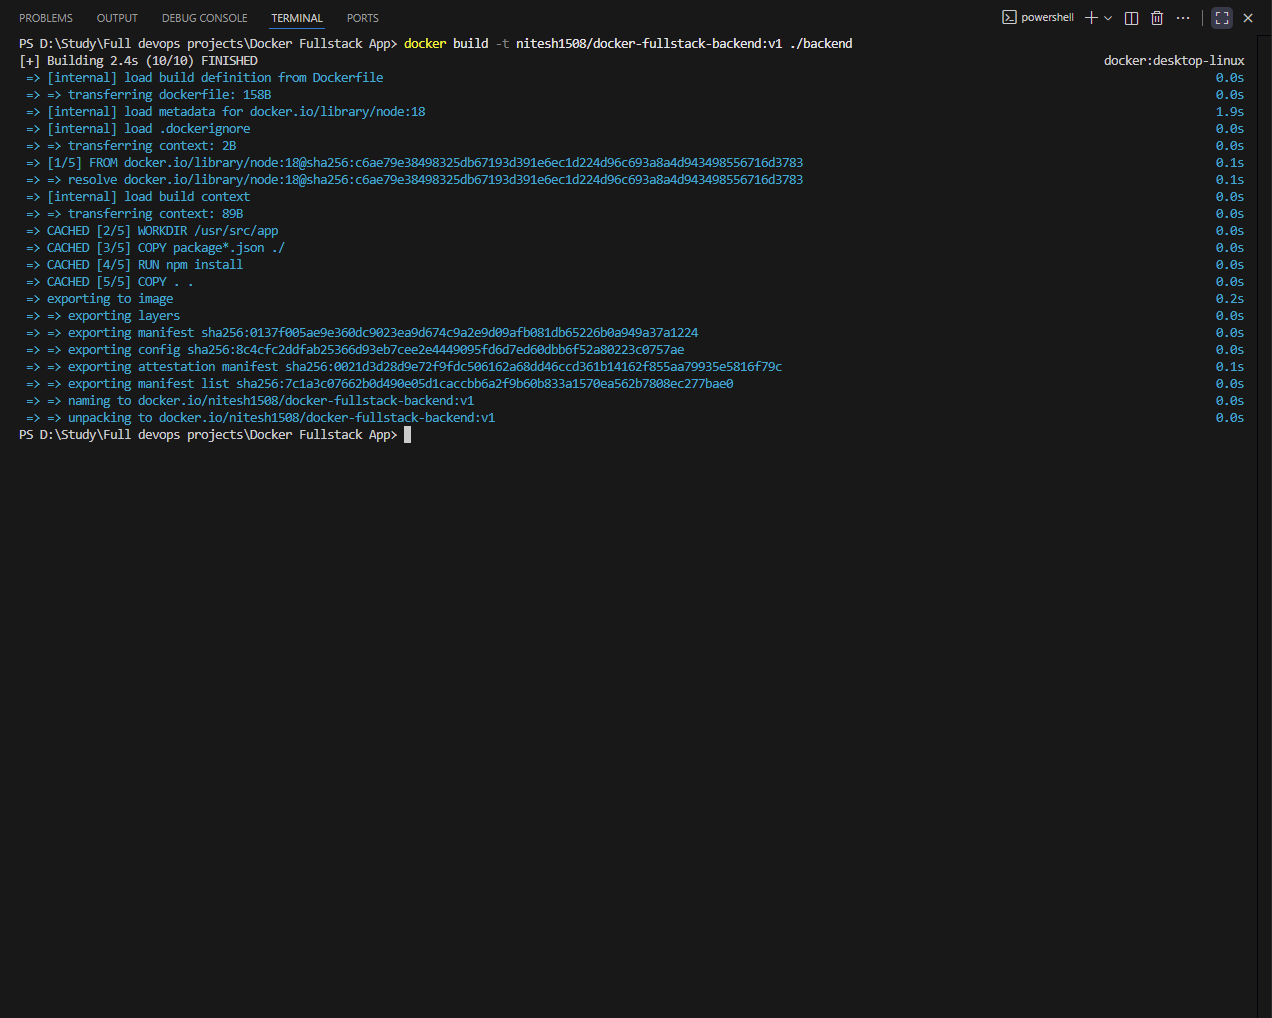 PROBLEMS OUTPUT DEBUG CONSOLE TERMINAL PORTS powershell
PS D:\Study\Full devops projects\Docker Fullstack App> docker build -t nitesh1508/docker-fullstack-backend:v1 ./backend
[+] Building 2.4s (10/10) FINISHED docker:desktop-linux
=> [internal] load build definition from Dockerfile 0.0s
=> => transferring dockerfile: 158B 0.0s
=> [internal] load metadata for docker.io/library/node:18 1.9s
=> [internal] load .dockerignore 0.0s
=> => transferring context: 2B 0.0s
=> [1/5] FROM docker.io/library/node:18@sha256:c6ae79e38498325db67193d391e6ec1d224d96c693a8a4d943498556716d3783 0.1s
=> => resolve docker.io/library/node:18@sha256:c6ae79e38498325db67193d391e6ec1d224d96c693a8a4d943498556716d3783 0.1s
=> [internal] load build context 0.0s
=> => transferring context: 89B 0.0s
=> CACHED [2/5] WORKDIR /usr/src/app 0.0s
=> CACHED [3/5] COPY package*.json ./ 0.0s
=> CACHED [4/5] RUN npm install 0.0s
=> CACHED [5/5] COPY . . 0.0s
=> exporting to image 0.2s
=> => exporting layers 0.0s
=> => exporting manifest sha256:0137f005ae9e360dc9023ea9d674c9a2e9d09afb081db65226b0a949a37a1224 0.0s
=> => exporting config sha256:8c4cfc2ddfab25366d93eb7cee2e4449095fd6d7ed60dbb6f52a80223c0757ae 0.0s
=> => exporting attestation manifest sha256:0021d3d28d9e72f9fdc506162a68dd46ccd361b14162f855aa79935e5816f79c 0.1s
=> => exporting manifest list sha256:7c1a3c07662b0d490e05d1caccbb6a2f9b60b833a1570ea562b7808ec277bae0 0.0s
=> => naming to docker.io/nitesh1508/docker-fullstack-backend:v1 0.0s
=> => unpacking to docker.io/nitesh1508/docker-fullstack-backend:v1 0.0s
PS D:\Study\Full devops projects\Docker Fullstack App>